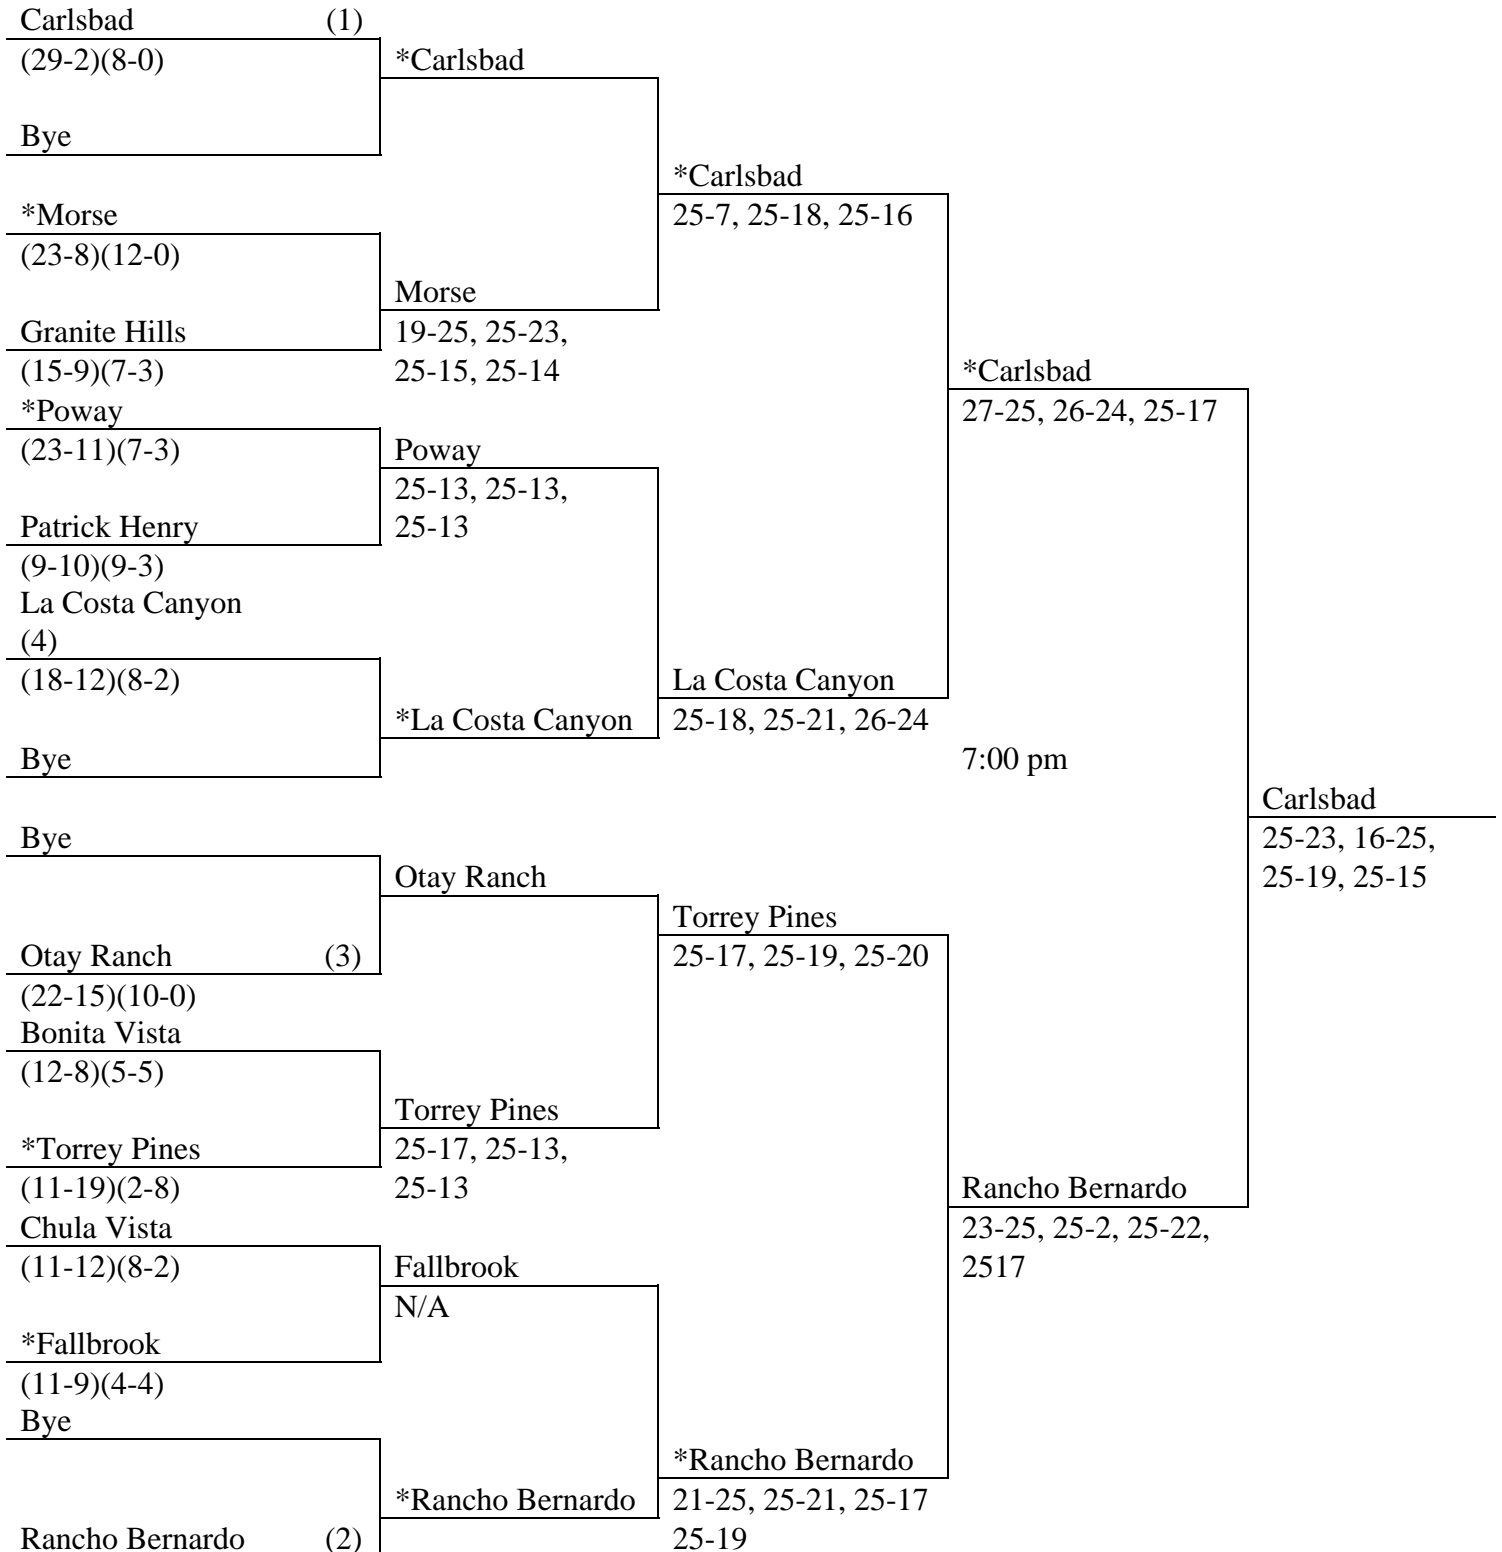 Carlsbad (1)
(29-2)(8-0)
Bye
*Morse
(23-8)(12-0)
Granite Hills
(15-9)(7-3)
*Poway
(23-11)(7-3)
Patrick Henry
(9-10)(9-3)
La Costa Canyon
(4)
(18-12)(8-2)
Bye
Bye
Otay Ranch (3)
(22-15)(10-0)
Bonita Vista
(12-8)(5-5)
*Torrey Pines
(11-19)(2-8)
Chula Vista
(11-12)(8-2)
*Fallbrook
(11-9)(4-4)
Bye
Rancho Bernardo (2)
*Carlsbad
Morse
19-25, 25-23,
25-15, 25-14
Poway
25-13, 25-13,
25-13
*La Costa Canyon
Otay Ranch
Torrey Pines
25-17, 25-13,
25-13
Fallbrook
N/A
*Rancho Bernardo
*Carlsbad
25-7, 25-18, 25-16
La Costa Canyon
25-18, 25-21, 26-24
Torrey Pines
25-17, 25-19, 25-20
*Rancho Bernardo
21-25, 25-21, 25-17
25-19
*Carlsbad
27-25, 26-24, 25-17
7:00 pm
Rancho Bernardo
23-25, 25-2, 25-22,
2517
Carlsbad
25-23, 16-25,
25-19, 25-15